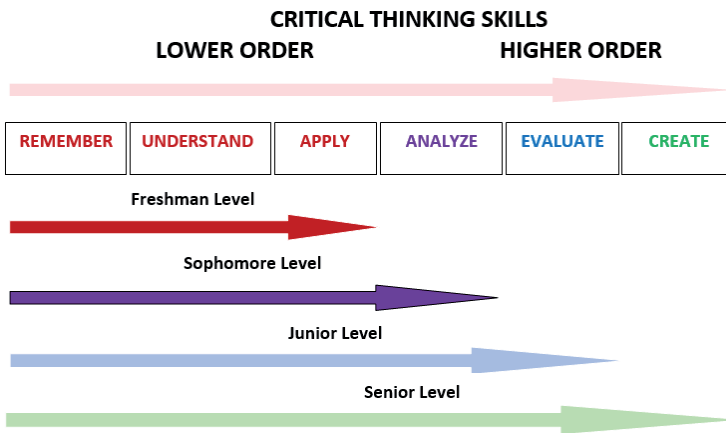 CRITICAL THINKING SKILLS
LOWER ORDER HIGHER ORDER
REMEMBER UNDERSTAND APPLY ANALYZE EVALUATE CREATE
Freshman Level
Sophomore Level
Junior Level
Senior Level